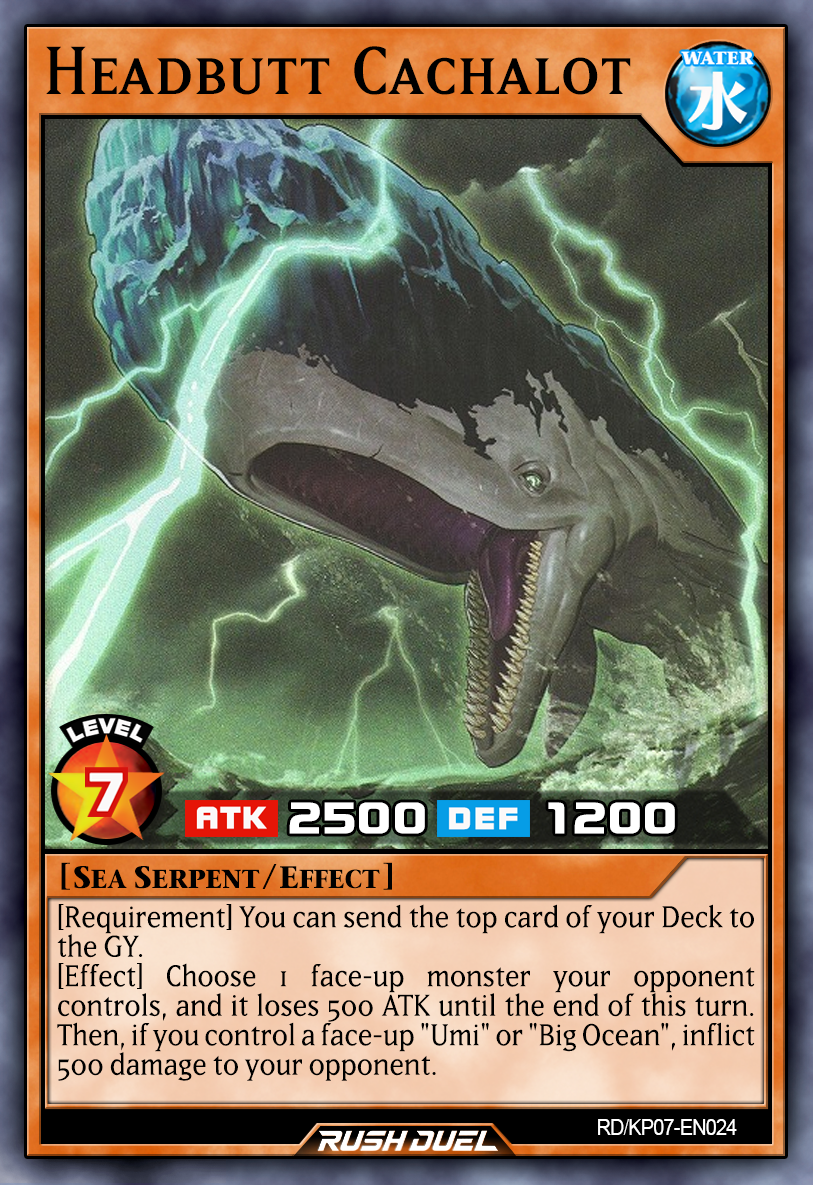 Headbutt Cachalot
WATER
水
LEVEL
7
ATK 2500 DEF 1200
[Sea Serpent/Effect]
[Requirement] You can send the top card of your Deck to
the GY.
[Effect] Choose 1 face-up monster your opponent
controls, and it loses 500 ATK until the end of this turn.
Then, if you control a face-up "Umi" or "Big Ocean", inflict
500 damage to your opponent.
RD/KP07-EN024
RUSH DUEL